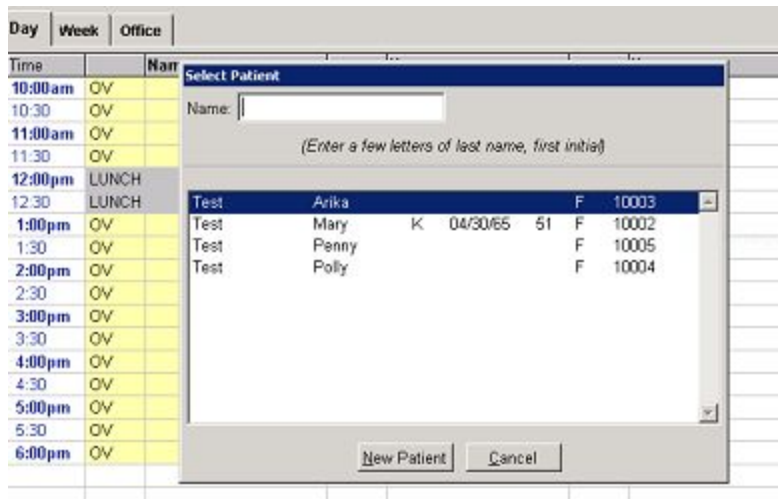 Day Week Office
Time Nam
Select Patient
Name:
(Enter a few letters of last name, first initial)
10:00am OV
10:30 OV
11:00am OV
11:30 OV
12:00pm LUNCH
12:30 LUNCH
1:00pm OV
1:30 OV
2:00pm OV
2:30 OV
3:00pm OV
3:30 OV
4:00pm OV
4:30 OV
5:00pm OV
5:30 OV
6:00pm OV
Test Arika F 10003
Test Mary K 04/30/65 51 F 10002
Test Penny F 10005
Test Polly F 10004
New Patient Cancel